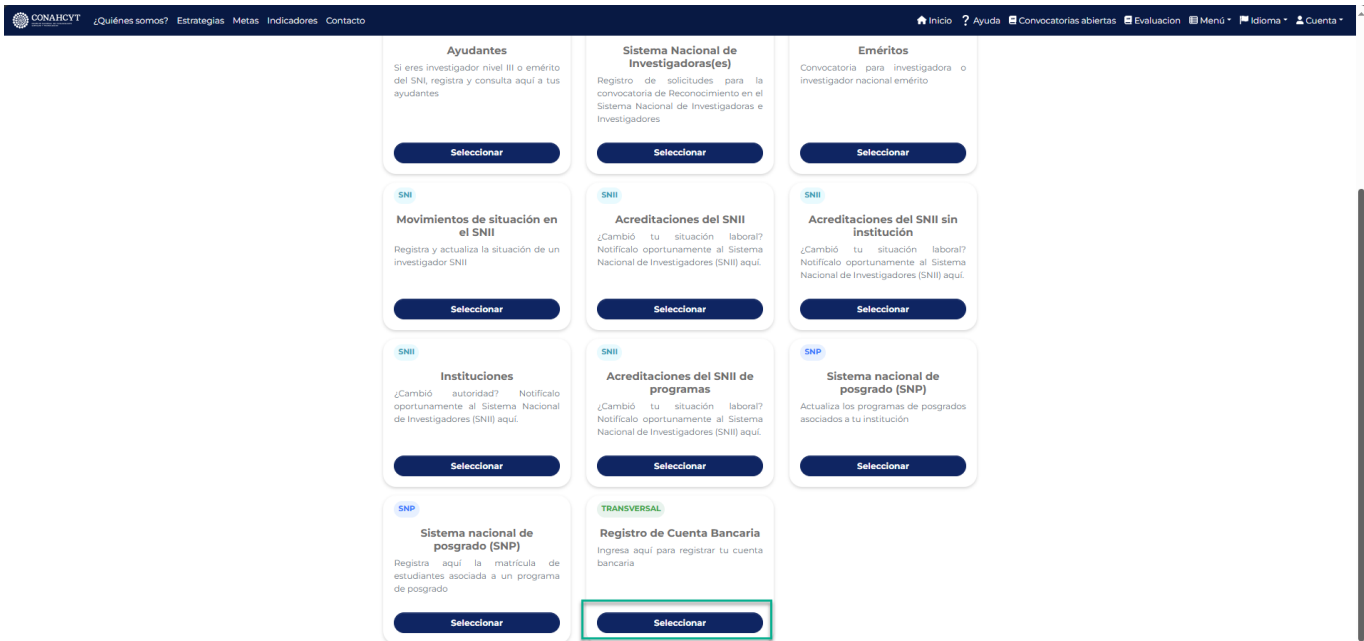 CONAHCYT ¿Quiénes somos? Estrategias Metas Indicadores Contacto Inicio ? Ayuda Convocatorias abiertas Evaluacion Menú Idioma Cuenta
Ayudantes
Si eres investigador nivel III o emérito
del SNI, registra y consulta aquí a tus
ayudantes
Seleccionar
Sistema Nacional de
Investigadoras(es)
Registro de solicitudes para la
convocatoria de Reconocimiento en el
Sistema Nacional de Investigadoras e
Investigadores
Seleccionar
Eméritos
Convocatoria para investigadora o
investigador nacional emérito
Seleccionar
SNI
Movimientos de situación en
el SNII
Registra y actualiza la situación de un
investigador SNII
Seleccionar
SNII
Acreditaciones del SNII
¿Cambió tu situación laboral?
Notifícalo oportunamente al Sistema
Nacional de Investigadores (SNII) aquí.
Seleccionar
SNII
Acreditaciones del SNII sin
institución
¿Cambió tu situación laboral?
Notifícalo oportunamente al Sistema
Nacional de Investigadores (SNII) aquí.
Seleccionar
SNII
Instituciones
¿Cambió autoridad? Notifícalo
oportunamente al Sistema Nacional
de Investigadores (SNII) aquí.
Seleccionar
SNII
Acreditaciones del SNII de
programas
¿Cambió tu situación laboral?
Notifícalo oportunamente al Sistema
Nacional de Investigadores (SNII) aquí.
Seleccionar
SNP
Sistema nacional de
posgrado (SNP)
Actualiza los programas de posgrados
asociados a tu institución
Seleccionar
SNP
Sistema nacional de
posgrado (SNP)
Registra aquí la matrícula de
estudiantes asociada a un programa
de posgrado
Seleccionar
TRANSVERSAL
Registro de Cuenta Bancaria
Ingresa aquí para registrar tu cuenta
bancaria
Seleccionar